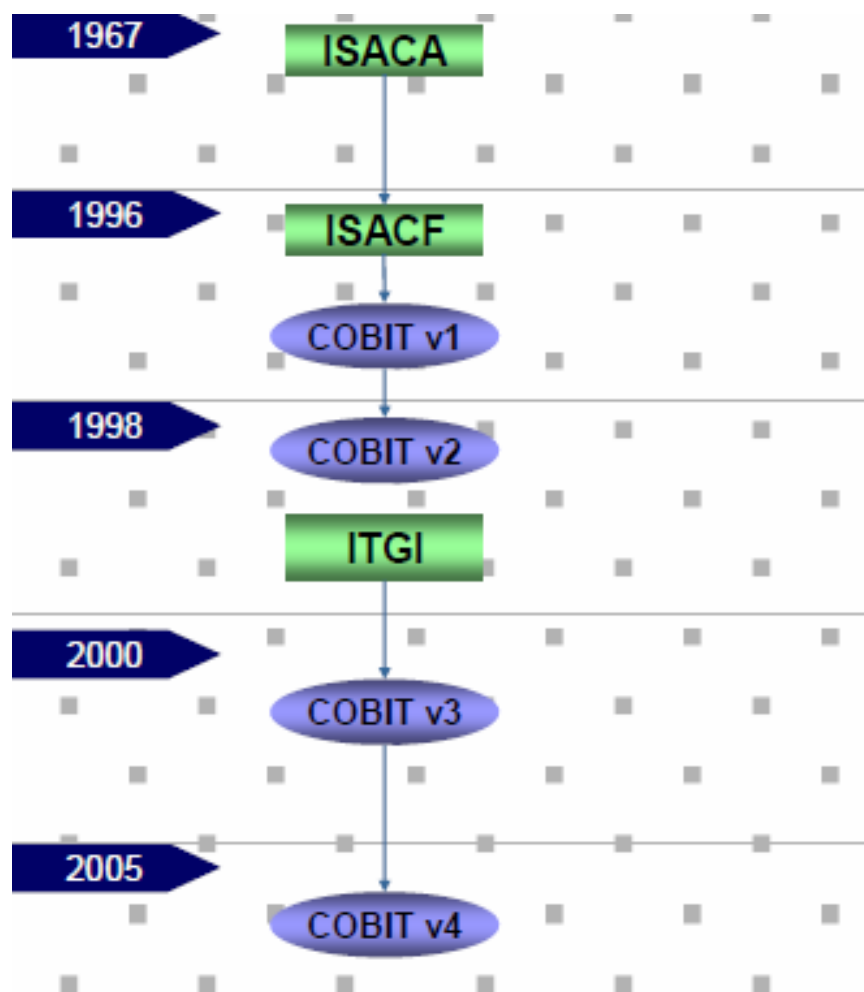 1967
ISACA
1996
ISACF
COBIT v1
1998
COBIT v2
ITGI
2000
COBIT v3
2005
COBIT v4